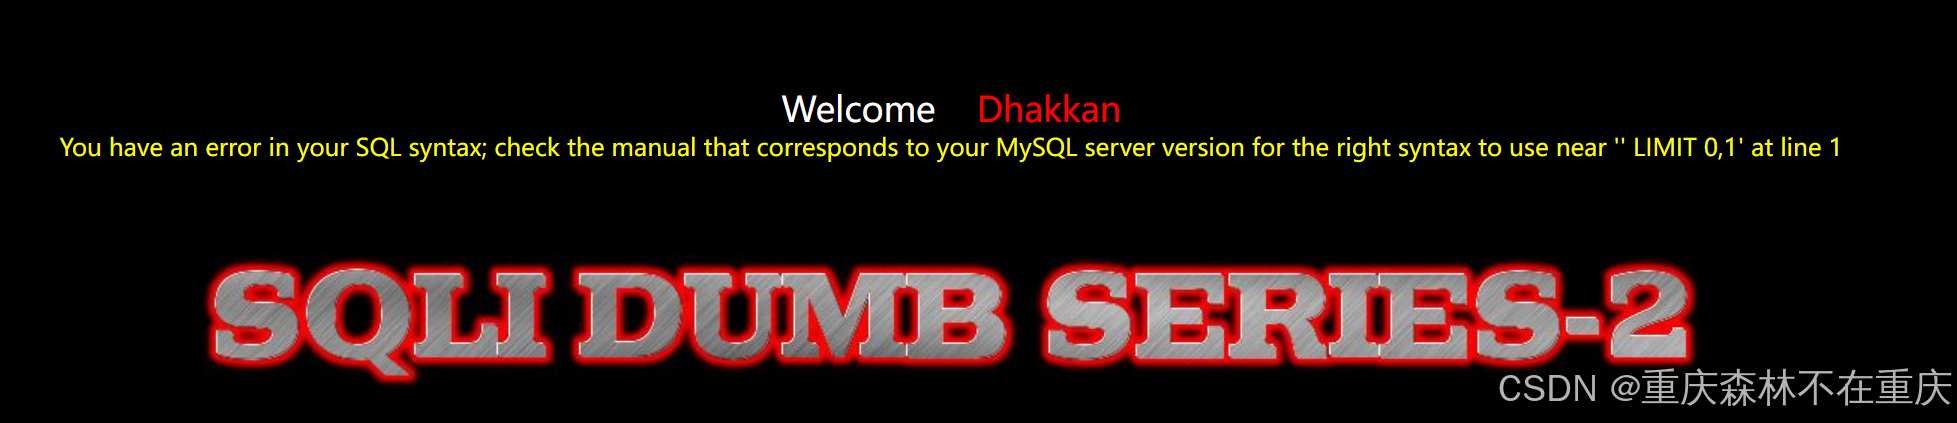 Welcome Dhakkan
You have an error in your SQL syntax; check the manual that corresponds to your MySQL server version for the right syntax to use near '' LIMIT 0,1' at line 1
SQLI DUMB SERIES-2
CSDN @重庆森林不在重庆